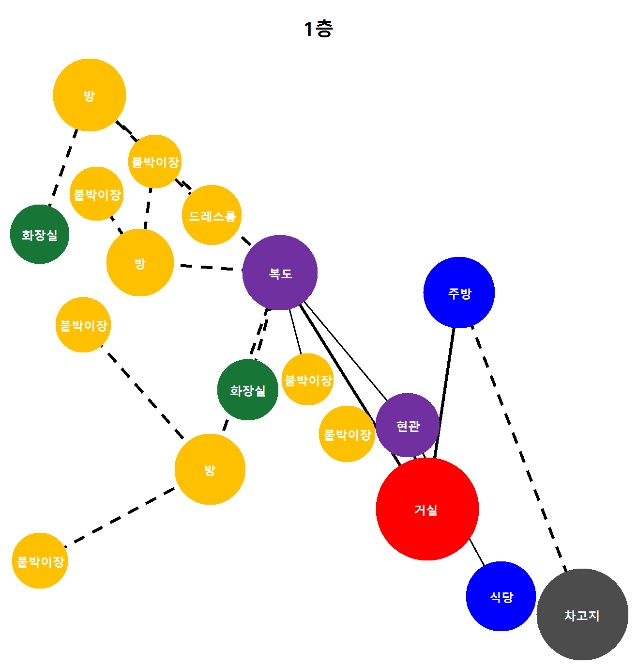 1층
방
붙박이장
붙박이장
드레스룸
화장실
방
복도
주방
붙박이장
붙박이장
화장실
현관
붙박이장
방
거실
붙박이장
식당
차고지